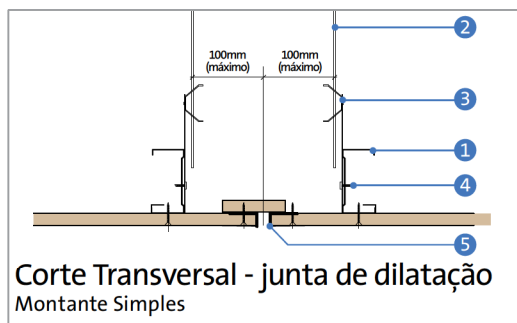 2
100mm 100mm
(máximo) (máximo)
3
1
4
5
Corte Transversal - junta de dilatação
Montante Simples